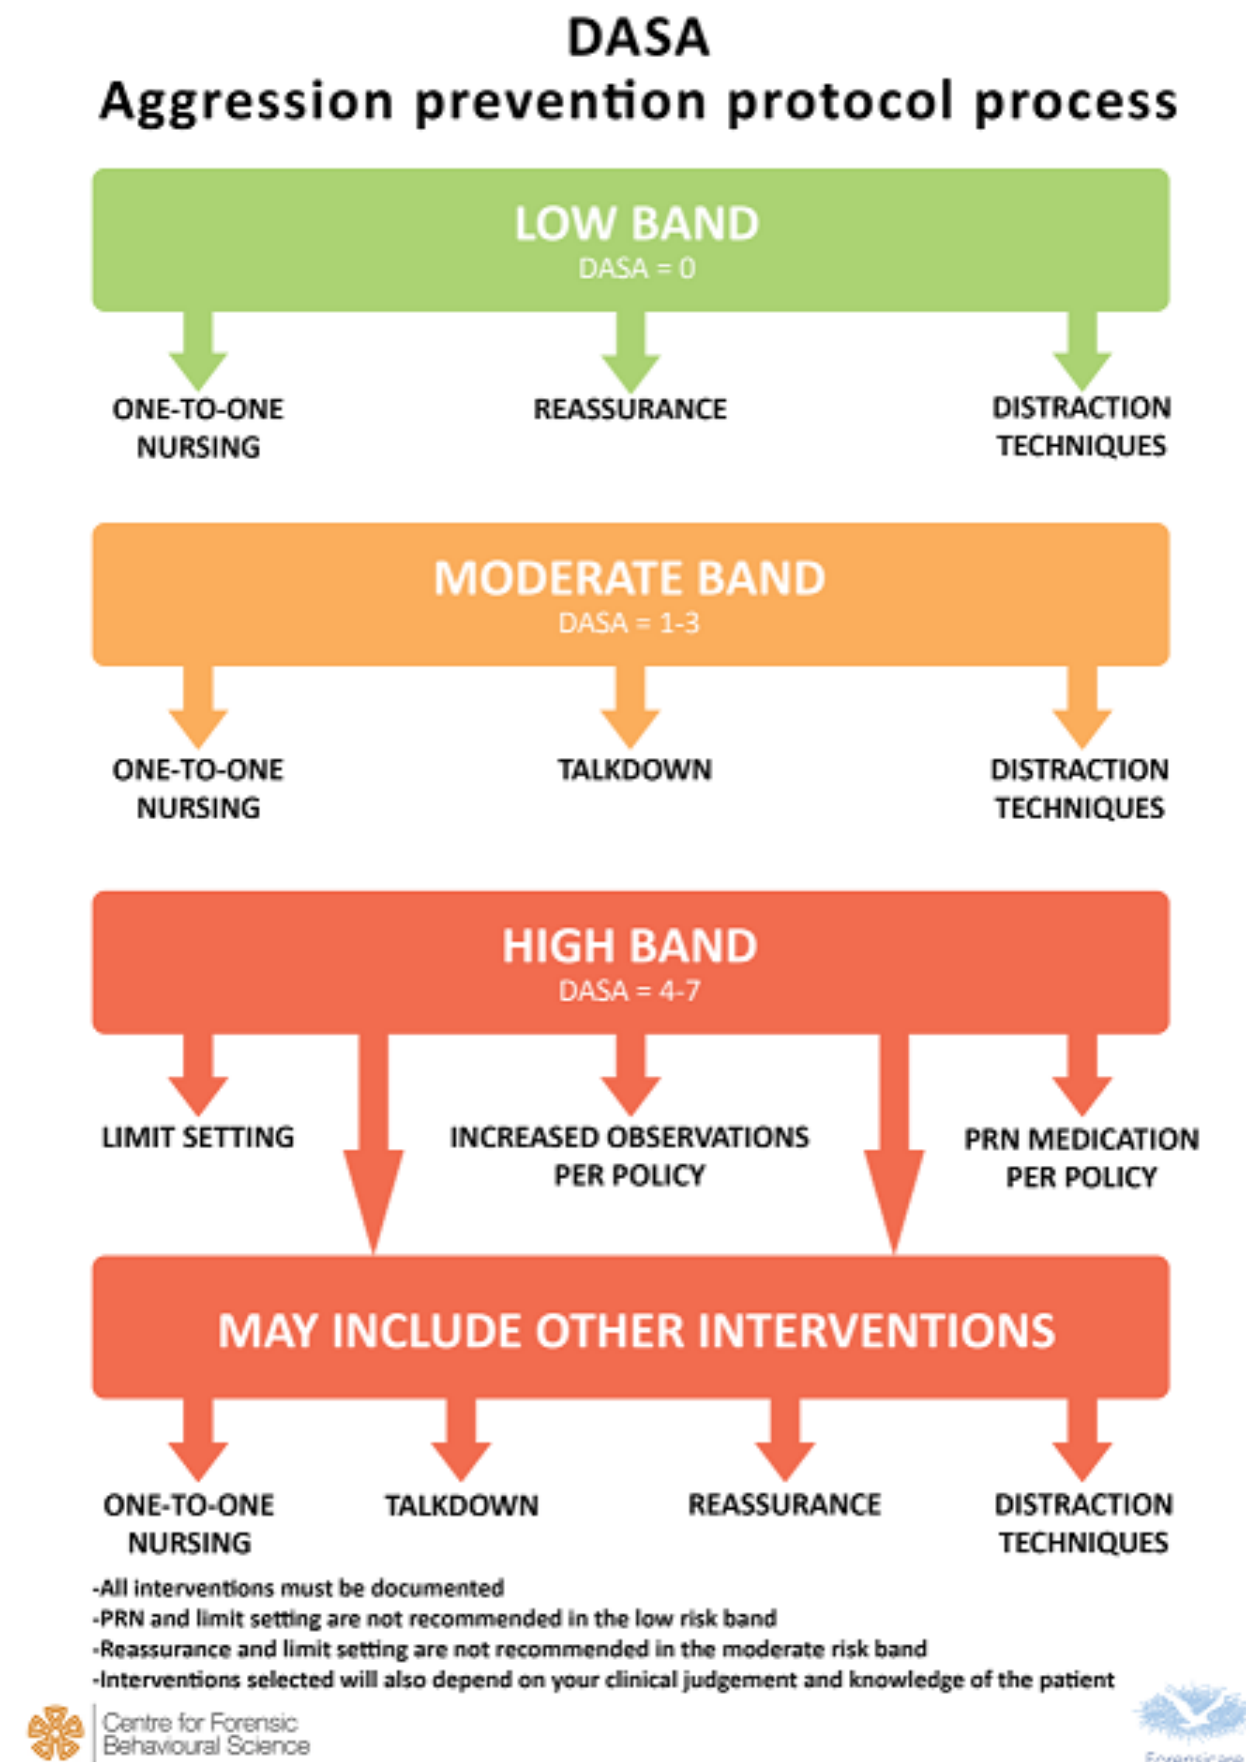 DASA
Aggression prevention protocol process
LOW BAND
DASA = 0
ONE-TO-ONE
NURSING
REASSURANCE
DISTRACTION
TECHNIQUES
MODERATE BAND
DASA = 1-3
ONE-TO-ONE
NURSING
TALKDOWN
DISTRACTION
TECHNIQUES
HIGH BAND
DASA = 4-7
LIMIT SETTING
INCREASED OBSERVATIONS
PER POLICY
PRN MEDICATION
PER POLICY
MAY INCLUDE OTHER INTERVENTIONS
ONE-TO-ONE
NURSING
TALKDOWN
REASSURANCE
DISTRACTION
TECHNIQUES
-All interventions must be documented
-PRN and limit setting are not recommended in the low risk band
-Reassurance and limit setting are not recommended in the moderate risk band
-Interventions selected will also depend on your clinical judgement and knowledge of the patient
Centre for Forensic
Behavioural Science
Forensicare